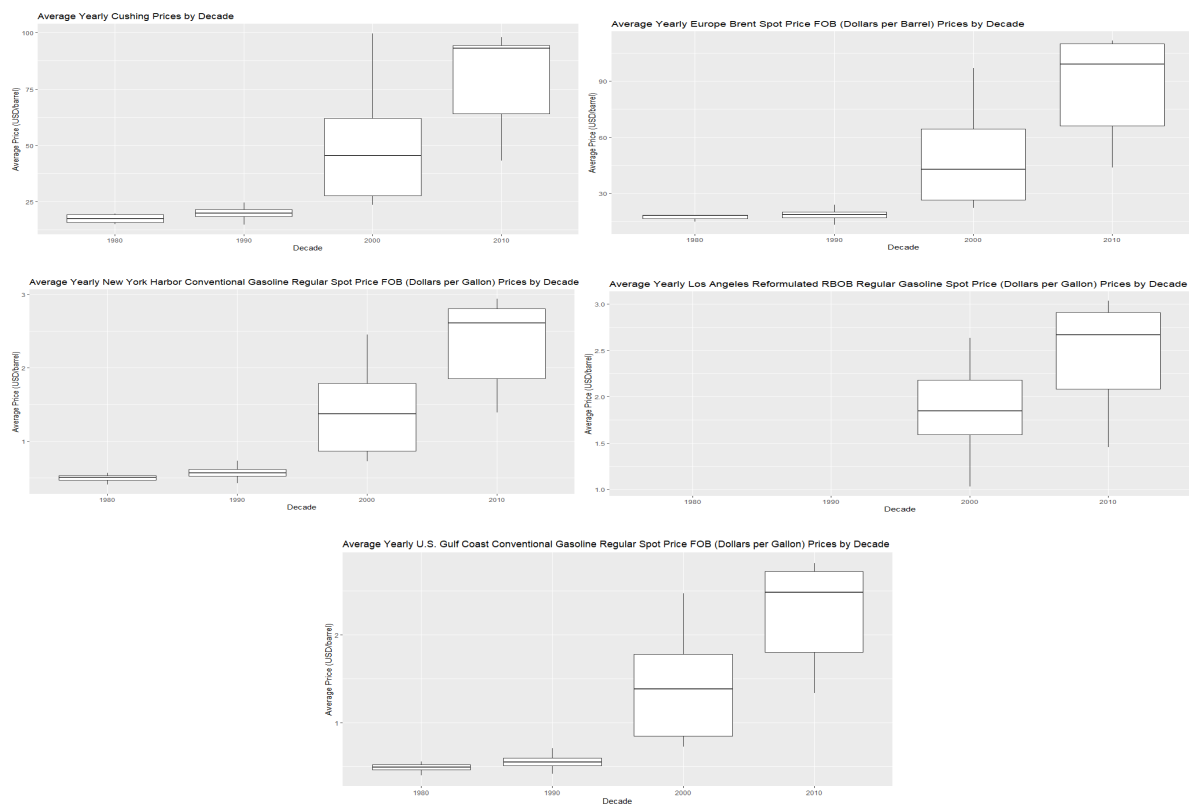 Average Yearly Cushing Prices by Decade
100
75
50
25
Average Price (USD/barrel)
1980 1990 2000 2010
Decade
Average Yearly Europe Brent Spot Price FOB (Dollars per Barrel) Prices by Decade
90
60
30
Average Price (USD/barrel)
1980 1990 2000 2010
Decade
Average Yearly New York Harbor Conventional Gasoline Regular Spot Price FOB (Dollars per Gallon) Prices by Decade
3
2
1
Average Price (USD/barrel)
1980 1990 2000 2010
Decade
Average Yearly Los Angeles Reformulated RBOB Regular Gasoline Spot Price (Dollars per Gallon) Prices by Decade
3.0
2.5
2.0
1.5
1.0
Average Price (USD/barrel)
1980 1990 2000 2010
Decade
Average Yearly U.S. Gulf Coast Conventional Gasoline Regular Spot Price FOB (Dollars per Gallon) Prices by Decade
2
1
Average Price (USD/barrel)
1980 1990 2000 2010
Decade